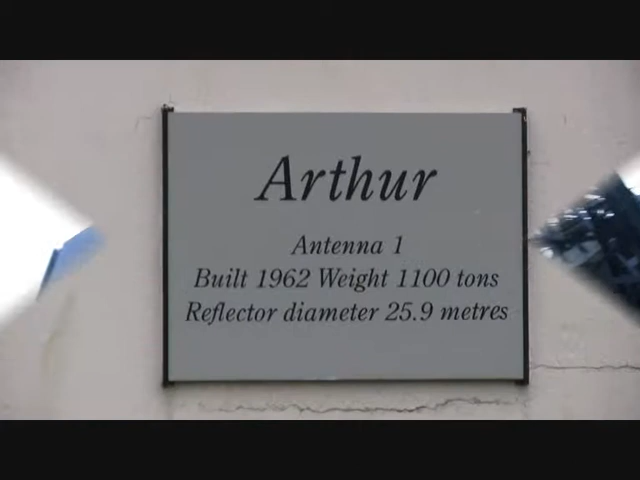 Arthur
Antenna 1
Built 1962 Weight 1100 tons
Reflector diameter 25.9 metres